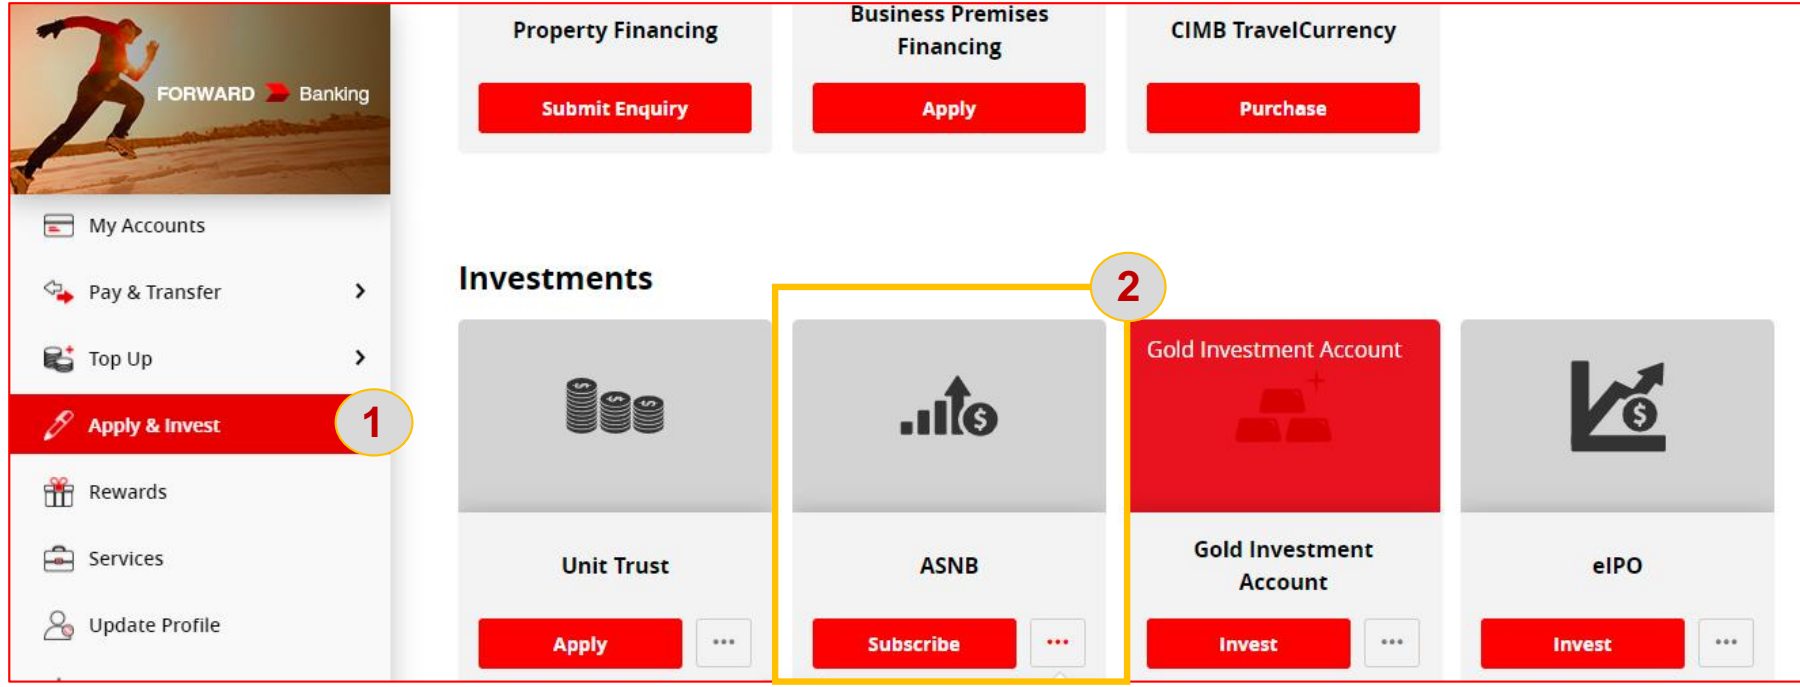 FORWARD Banking
My Accounts
Pay & Transfer
Top Up
Apply & Invest
1
Rewards
Services
Update Profile
Property Financing
Submit Enquiry
Business Premises
Financing
Apply
CIMB TravelCurrency
Purchase
Investments
2
Unit Trust
Apply
ASNB
Subscribe
Gold Investment Account
Gold Investment
Account
Invest
eIPO
Invest